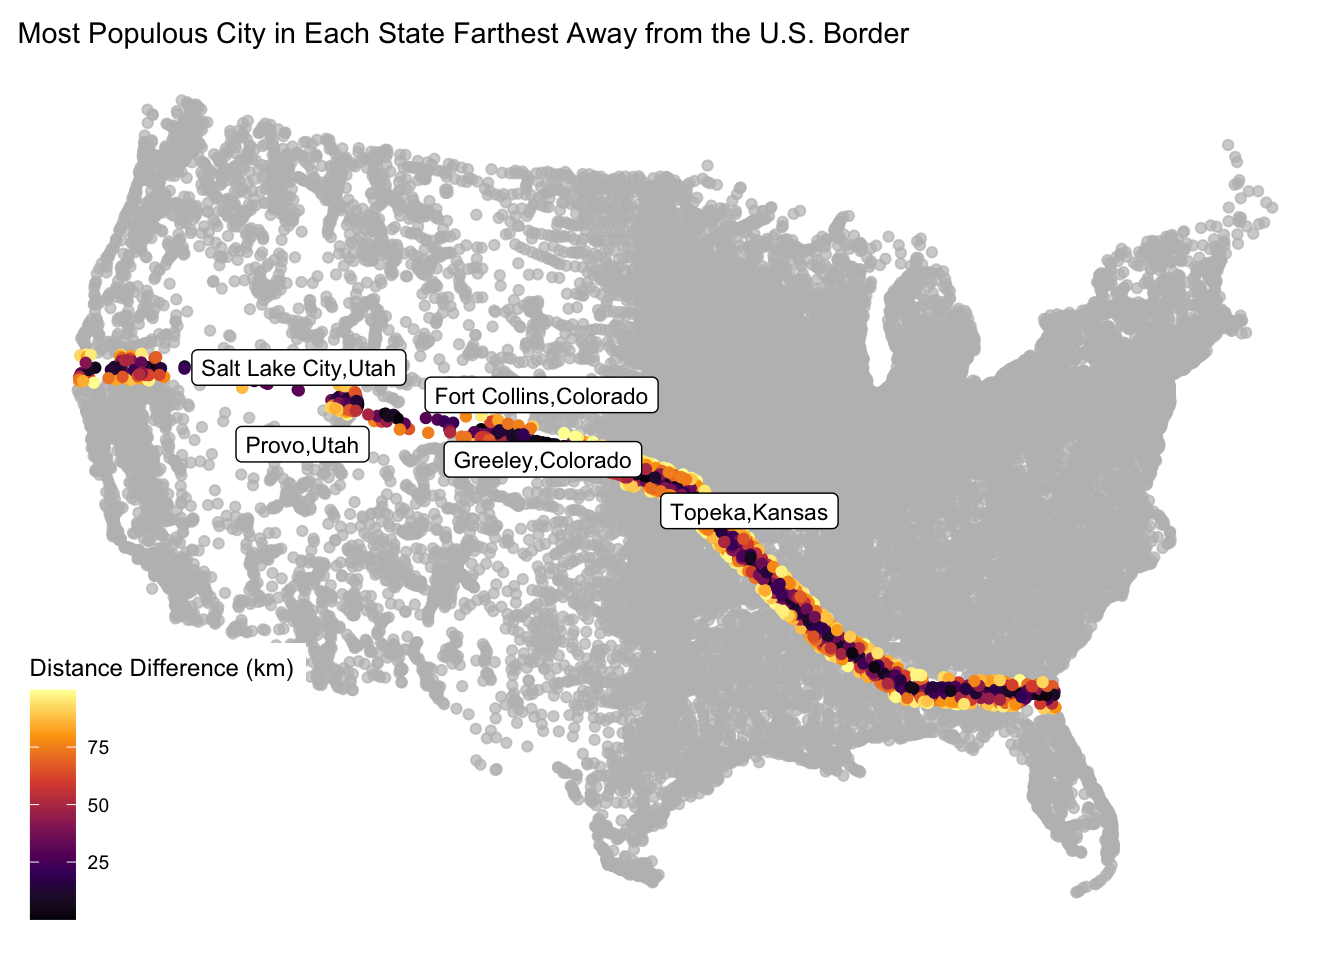 Most Populous City in Each State Farthest Away from the U.S. Border
Salt Lake City,Utah
Fort Collins,Colorado
Provo,Utah
Greeley,Colorado
Topeka,Kansas
Distance Difference (km)
75
50
25